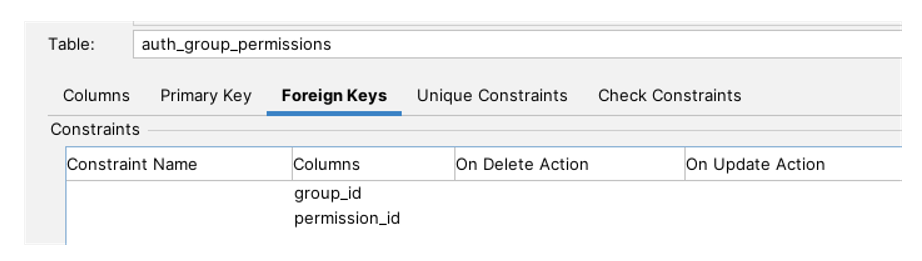 Table: auth_group_permissions
Columns Primary Key Foreign Keys Unique Constraints Check Constraints
Constraints
Constraint Name Columns On Delete Action On Update Action
group_id
permission_id